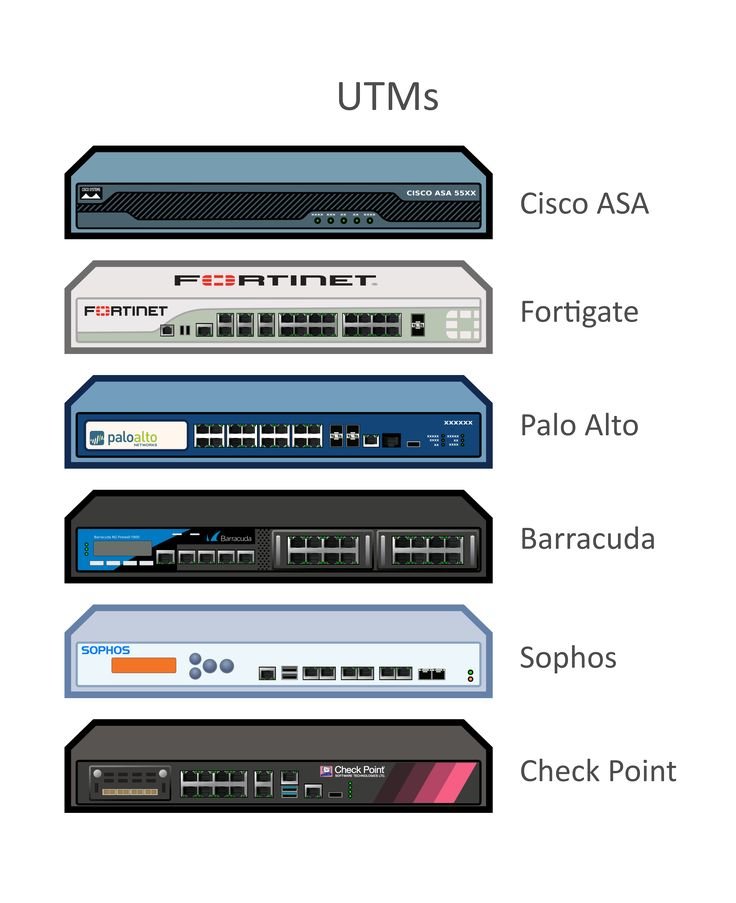 UTMs
CISCO SYSTEMS
CISCO ASA 55XX
Cisco ASA
FORTINET
FORTINET
Fortigate
paloalto
NETWORKS
XXXXXX
Palo Alto
Barracuda NG Firewall F800
Barracuda
Barracuda
SOPHOS
Sophos
Check Point
SOFTWARE TECHNOLOGIES LTD.
Check Point